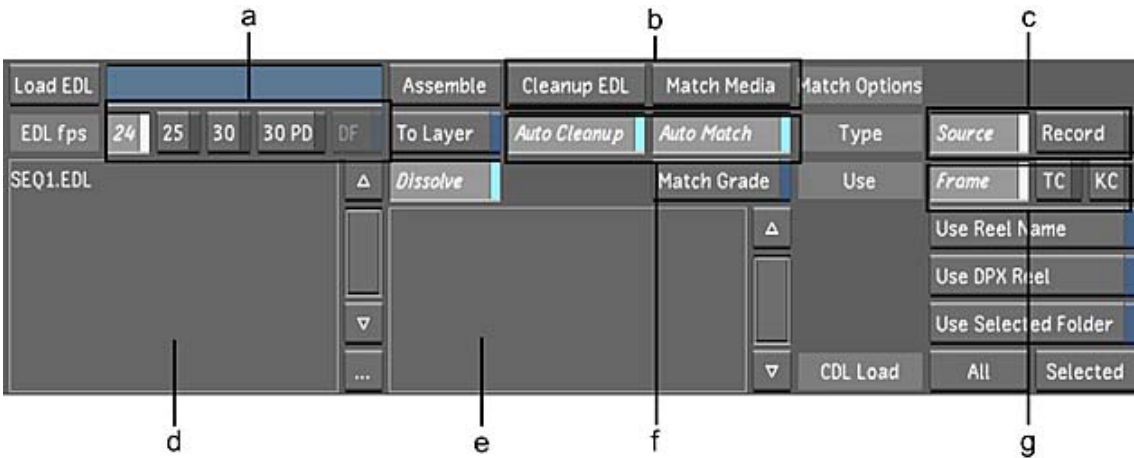 a b c
Load EDL Assemble Cleanup EDL Match Media Match Options
EDL fps 24 25 30 30 PD DF To Layer Auto Cleanup Auto Match Type Source Record
SEQ1.EDL Dissolve Match Grade Use Frame TC KC
Use Reel Name
Use DPX Reel
Use Selected Folder
... CDL Load All Selected
d e f g